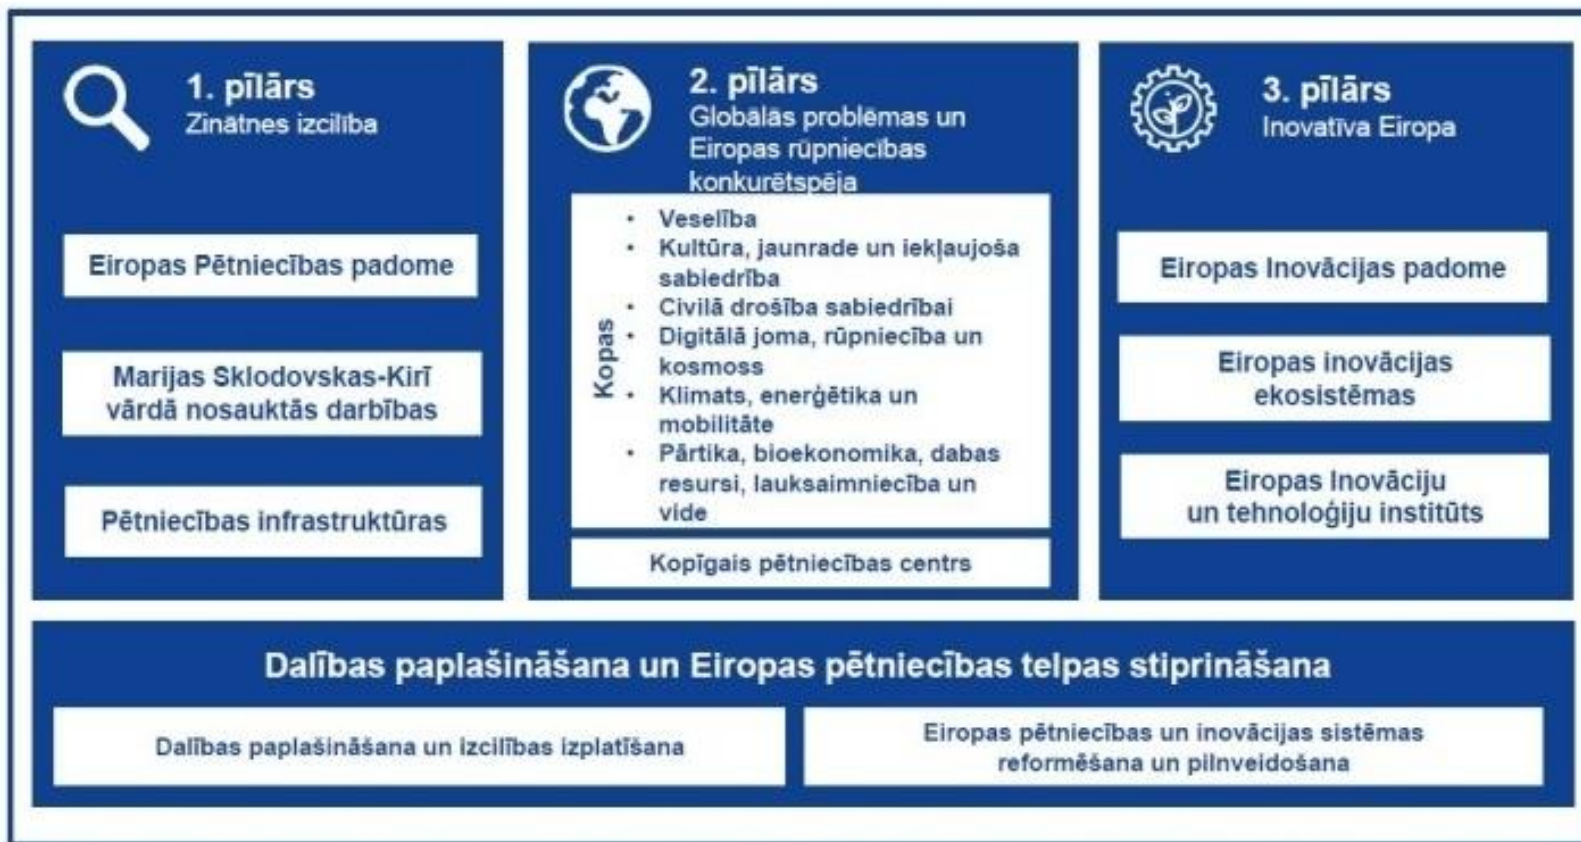 1. pīlārs
Zinātnes izcilība
Eiropas Pētniecības padome
Marijas Sklodovskas-Kirī
vārdā nosauktās darbības
Pētniecības infrastruktūras
2. pīlārs
Globālās problēmas un
Eiropas rūpniecības
konkurētspēja
Kopas
• Veselība
• Kultūra, jaunrade un iekļaujoša
sabiedrība
• Civilā drošība sabiedrībai
• Digitālā joma, rūpniecība un
kosmoss
• Klimats, enerģētika un
mobilitāte
• Pārtika, bioekonomika, dabas
resursi, lauksaimniecība un
vide
Kopīgais pētniecības centrs
3. pīlārs
Inovatīva Eiropa
Eiropas Inovācijas padome
Eiropas inovācijas
ekosistēmas
Eiropas Inovāciju
un tehnoloģiju institūts
Dalības paplašināšana un Eiropas pētniecības telpas stiprināšana
Dalības paplašināšana un izcilības izplatīšana
Eiropas pētniecības un inovācijas sistēmas
reformēšana un pilnveidošana